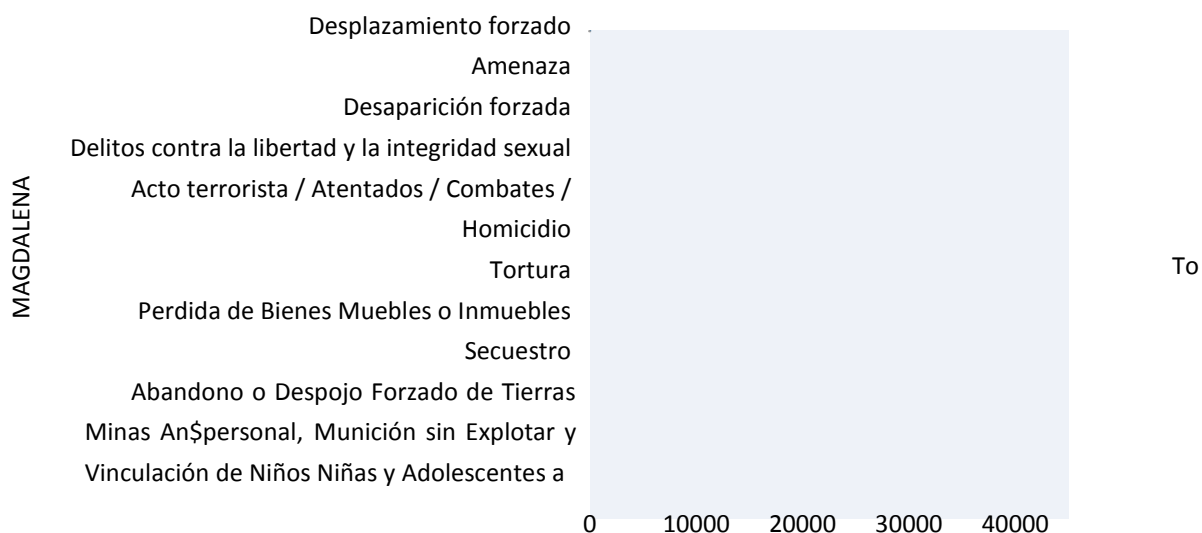 Desplazamiento forzado
Amenaza
Desaparición forzada
Delitos contra la libertad y la integridad sexual
Acto terrorista / Atentados / Combates /
Homicidio
Tortura
Perdida de Bienes Muebles o Inmuebles
Secuestro
Abandono o Despojo Forzado de Tierras
Minas An$personal, Munición sin Explotar y
Vinculación de Niños Niñas y Adolescentes a
MAGDALENA
To
0 10000 20000 30000 40000